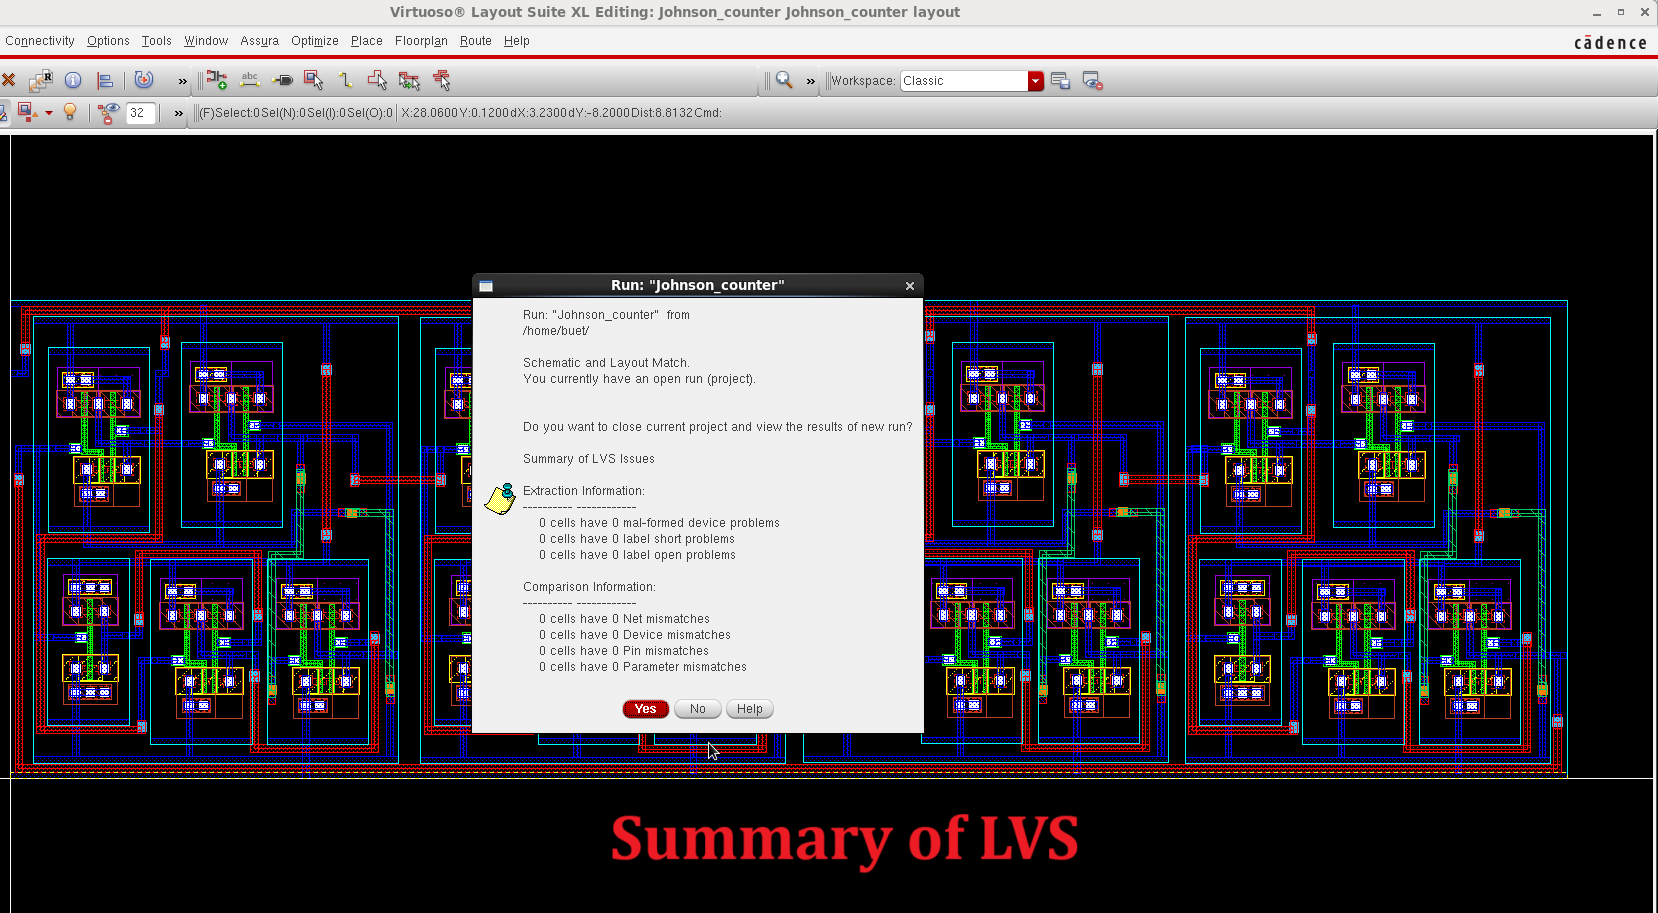 Virtuoso® Layout Suite XL Editing: Johnson_counter Johnson_counter layout
Connectivity Options Tools Window Assura Optimize Place Floorplan Route Help
cādence
R abc » » Workspace: Classic
32 » (F)Select:0 Sel(N):0 Sel(I):0 Sel(O):0 X:28.0600 Y:0.1200 dX:3.2300 dY:-8.2000 Dist:8.8132 Cmd:
Run: "Johnson_counter"
Run: "Johnson_counter" from
/home/buet/
Schematic and Layout Match.
You currently have an open run (project).
Do you want to close current project and view the results of new run?
Summary of LVS Issues
Extraction Information:
---------- ------------
0 cells have 0 mal-formed device problems
0 cells have 0 label short problems
0 cells have 0 label open problems
Comparison Information:
---------- ------------
0 cells have 0 Net mismatches
0 cells have 0 Device mismatches
0 cells have 0 Pin mismatches
0 cells have 0 Parameter mismatches
Yes No Help
Summary of LVS